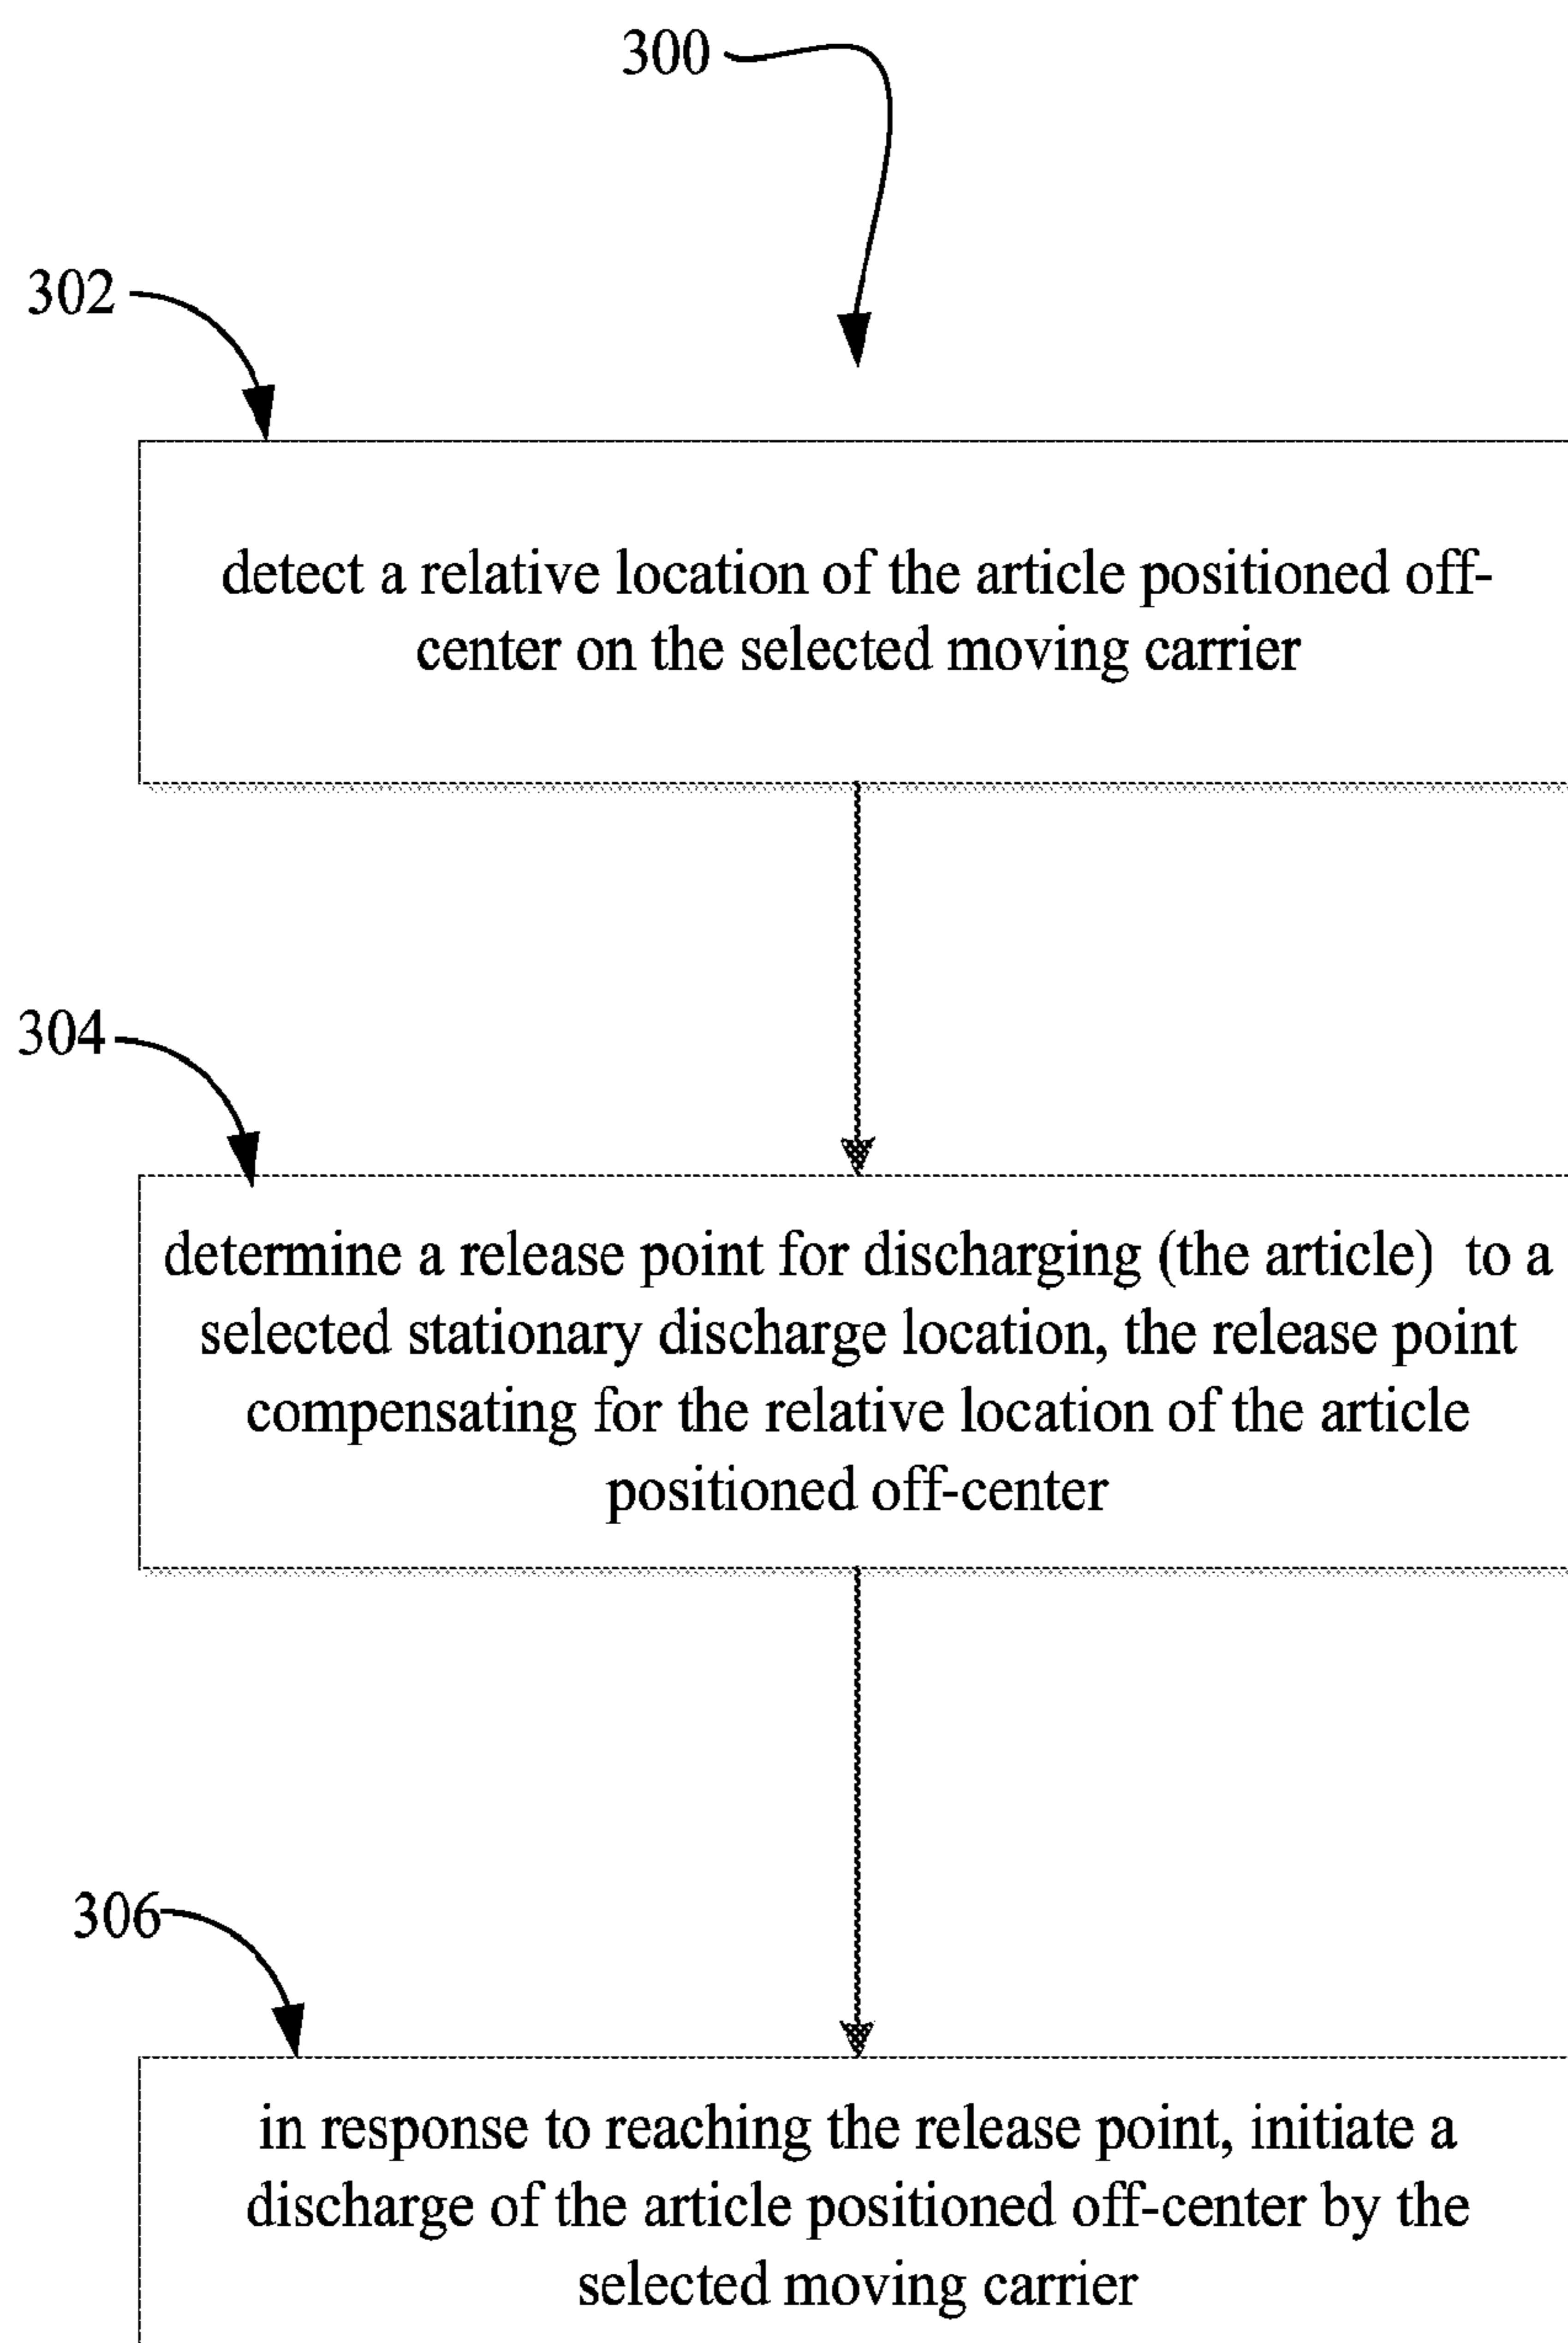 300
302
detect a relative location of the article positioned off-
center on the selected moving carrier
304
determine a release point for discharging (the article)  to a
selected stationary discharge location, the release point
compensating for the relative location of the article
positioned off-center
306
in response to reaching the release point, initiate a
discharge of the article positioned off-center by the
selected moving carrier